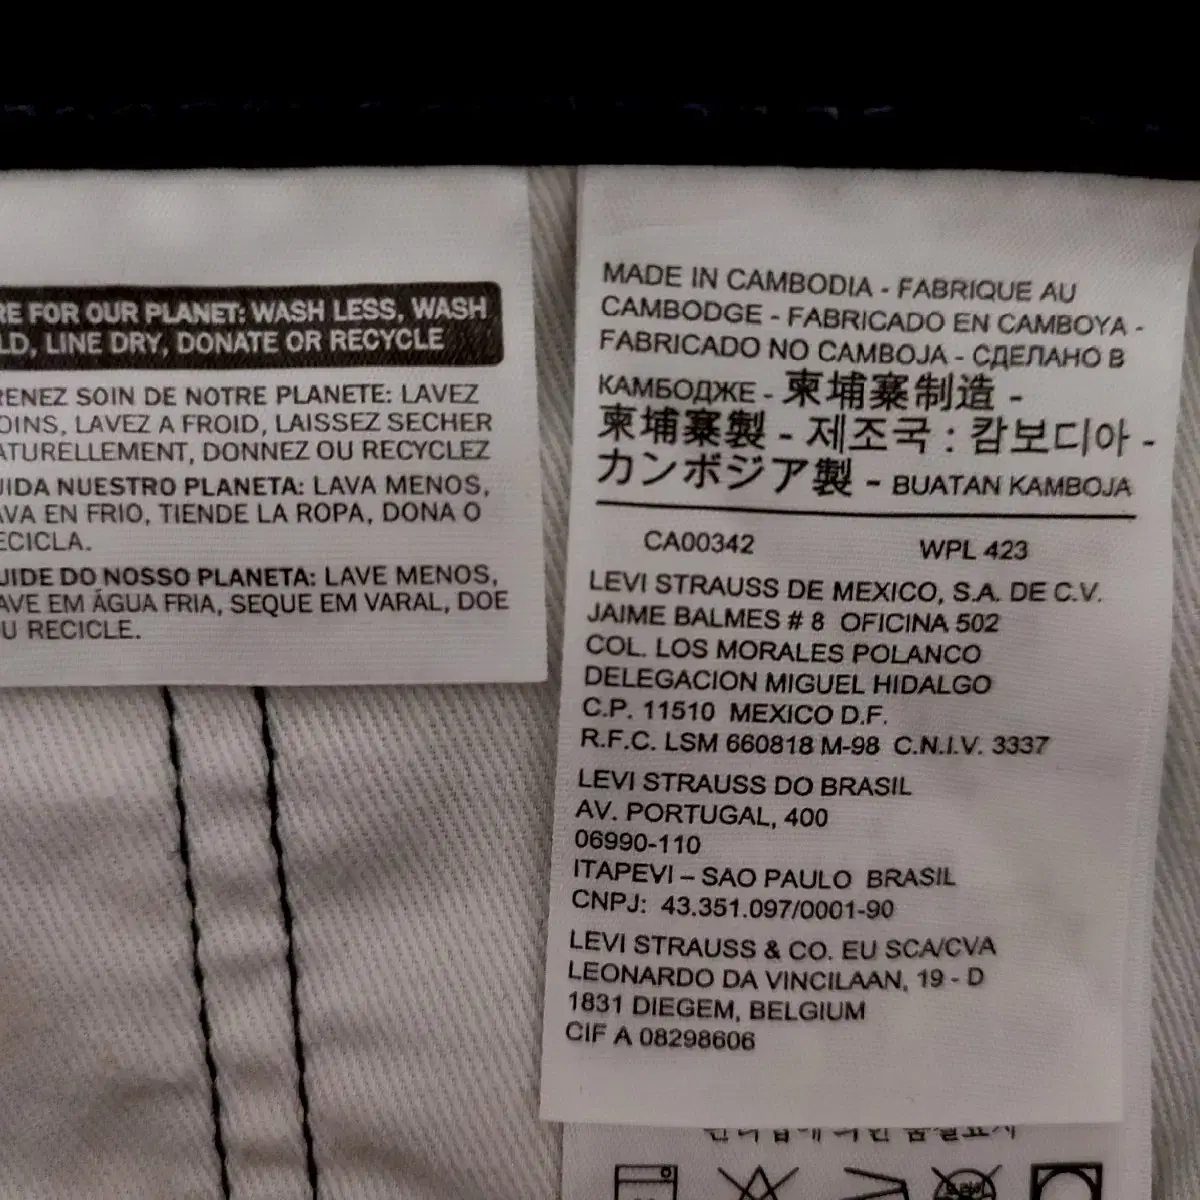 RE FOR OUR PLANET: WASH LESS, WASH
LD, LINE DRY, DONATE OR RECYCLE
RENEZ SOIN DE NOTRE PLANETE: LAVEZ
OINS, LAVEZ A FROID, LAISSEZ SECHER
ATURELLEMENT, DONNEZ OU RECYCLEZ
UIDA NUESTRO PLANETA: LAVA MENOS,
AVA EN FRIO, TIENDE LA ROPA, DONA O
ECICLA.
UIDE DO NOSSO PLANETA: LAVE MENOS,
AVE EM ÁGUA FRIA, SEQUE EM VARAL, DOE
U RECICLE.
MADE IN CAMBODIA - FABRIQUE AU
CAMBODGE - FABRICADO EN CAMBOYA -
FABRICADO NO CAMBOJA - СДЕЛАНО В
КАМБОДЖЕ - 柬埔寨制造 -
柬埔寨製 - 제조국 : 캄보디아 -
カンボジア製 - BUATAN KAMBOJA
CA00342 WPL 423
LEVI STRAUSS DE MEXICO, S.A. DE C.V.
JAIME BALMES # 8 OFICINA 502
COL. LOS MORALES POLANCO
DELEGACION MIGUEL HIDALGO
C.P. 11510 MEXICO D.F.
R.F.C. LSM 660818 M-98 C.N.I.V. 3337
LEVI STRAUSS DO BRASIL
AV. PORTUGAL, 400
06990-110
ITAPEVI – SAO PAULO BRASIL
CNPJ: 43.351.097/0001-90
LEVI STRAUSS & CO. EU SCA/CVA
LEONARDO DA VINCILAAN, 19 - D
1831 DIEGEM, BELGIUM
CIF A 08298606